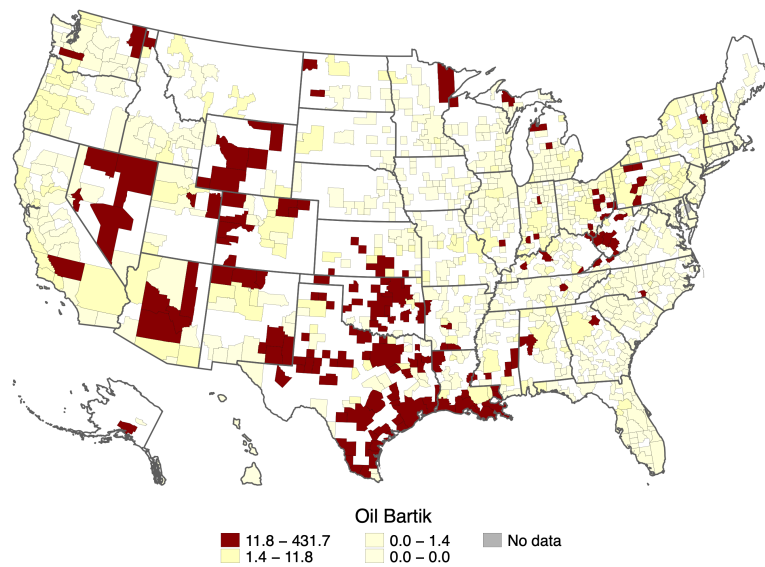 Oil Bartik
11.8 – 431.7
0.0 – 1.4
No data
1.4 – 11.8
0.0 – 0.0